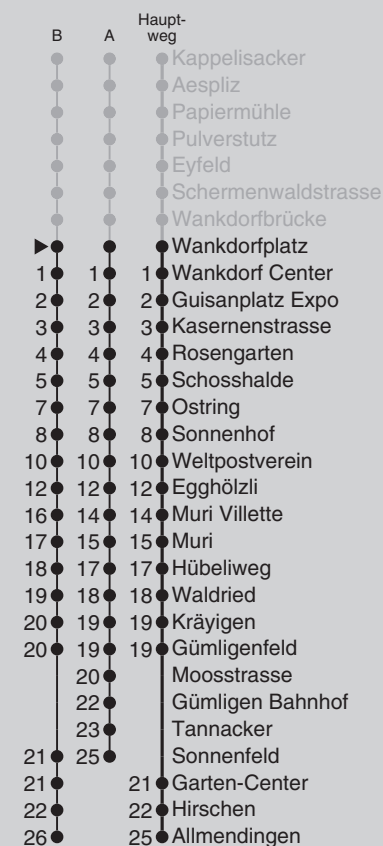 Haupt-
B A weg
Kappelisacker
Aespliz
Papiermühle
Pulverstutz
Eyfeld
Schermenwaldstrasse
Wankdorfbrücke
Wankdorfplatz
1 1 1 Wankdorf Center
2 2 2 Guisanplatz Expo
3 3 3 Kasernenstrasse
4 4 4 Rosengarten
5 5 5 Schosshalde
7 7 7 Ostring
8 8 8 Sonnenhof
10 10 10 Weltpostverein
12 12 12 Egghölzli
16 14 14 Muri Villette
17 15 15 Muri
18 17 17 Hübeliweg
19 18 18 Waldried
20 19 19 Kräyigen
20 19 19 Gümligenfeld
20 Moosstrasse
22 Gümligen Bahnhof
23 Tannacker
21 25 Sonnenfeld
21 21 Garten-Center
22 22 Hirschen
26 25 Allmendingen